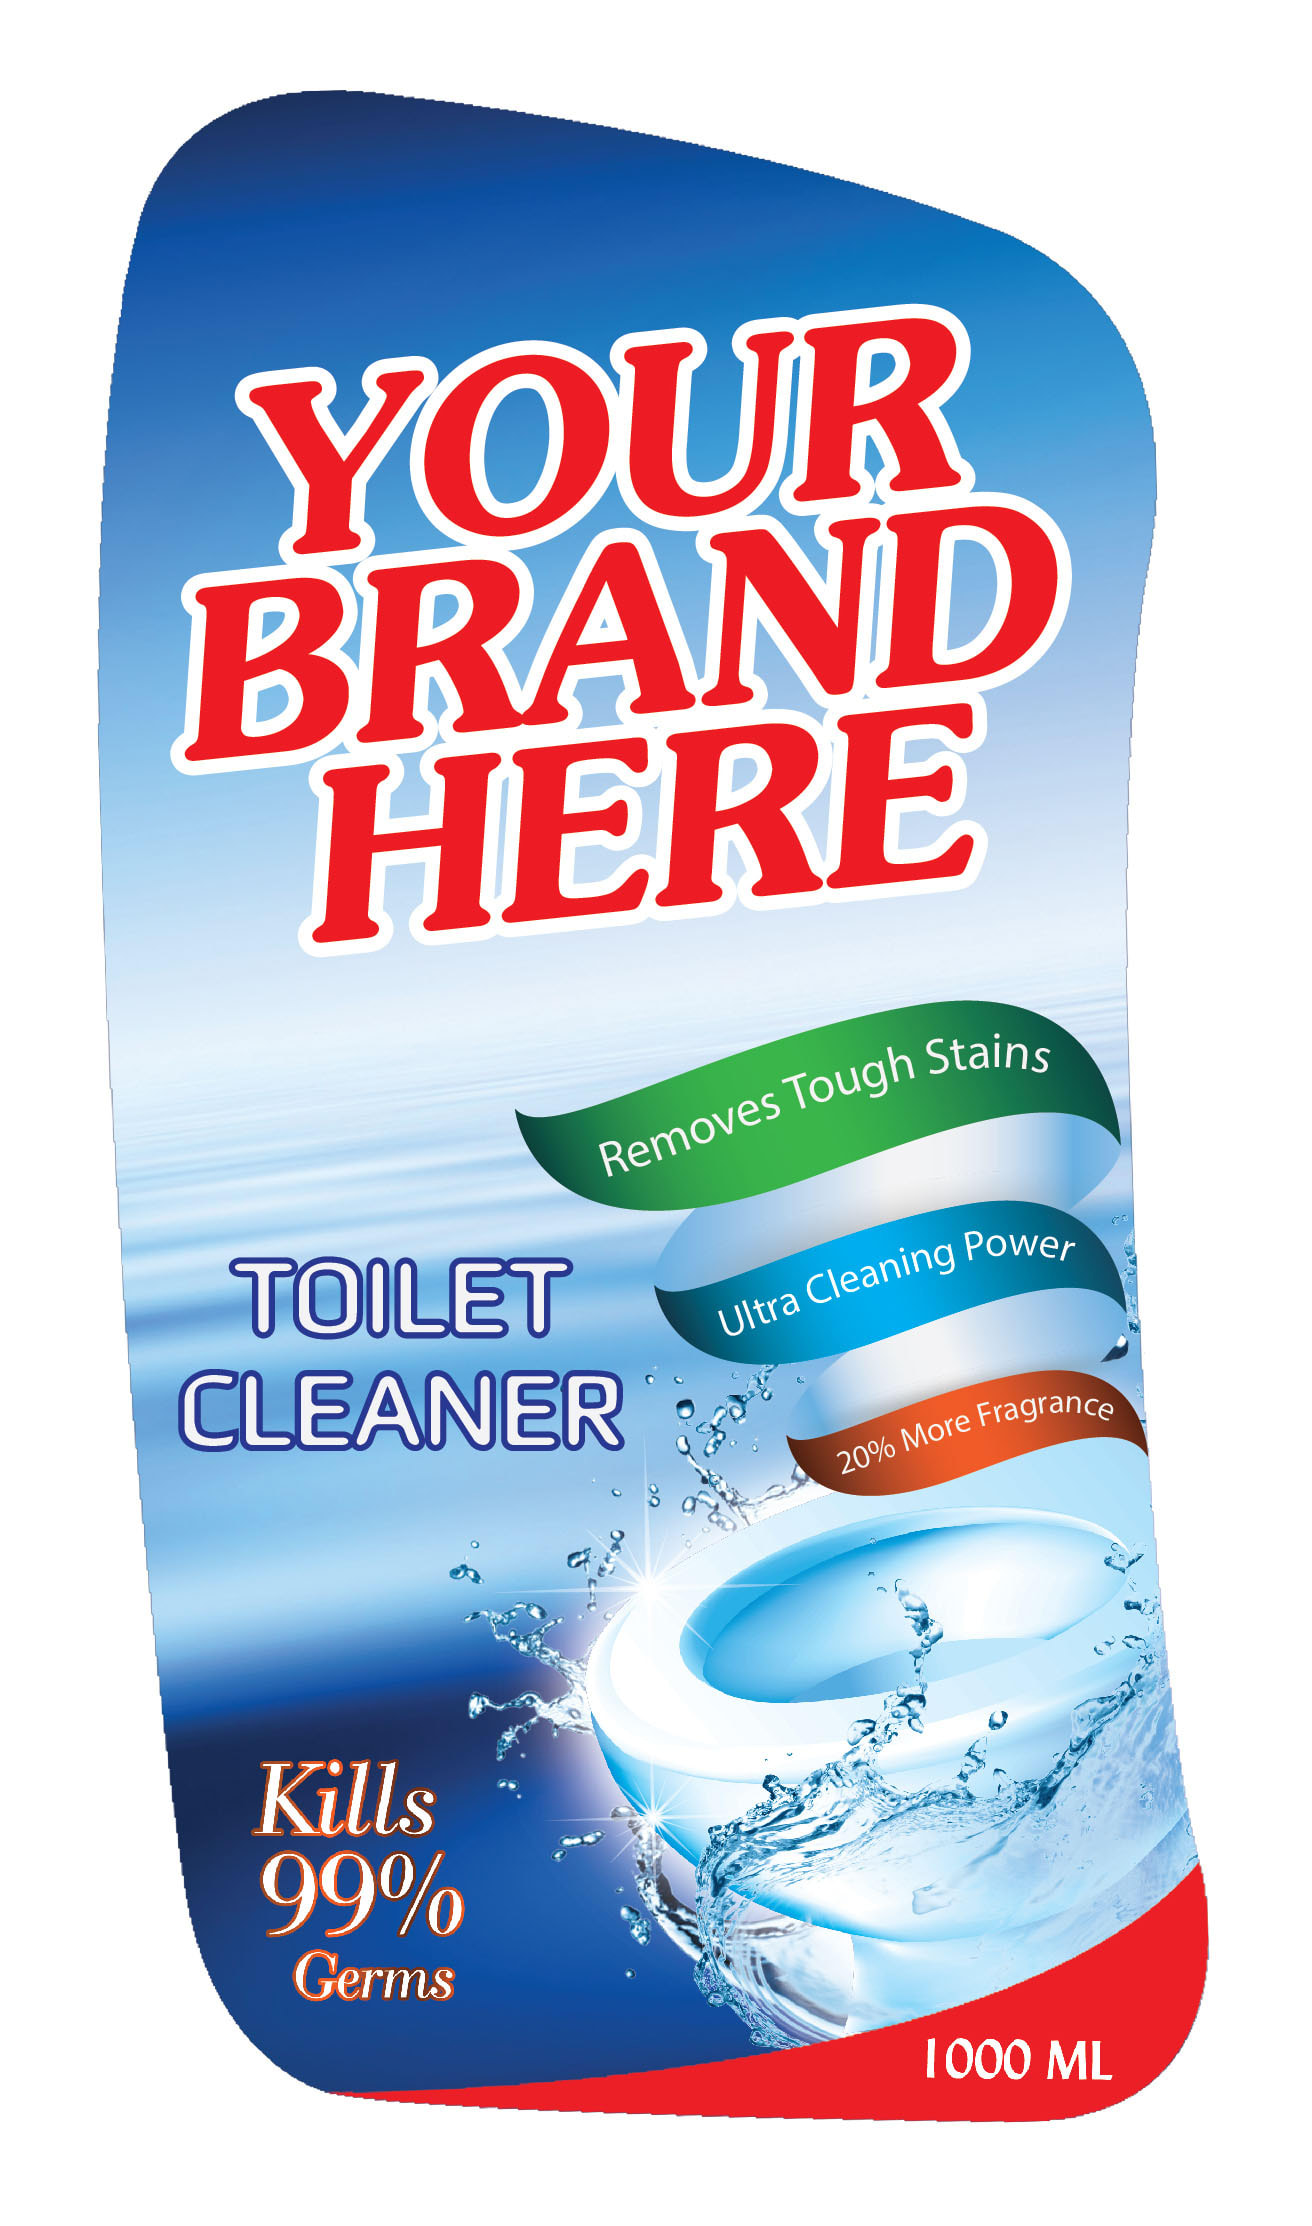 YOUR
BRAND
HERE
Removes Tough Stains
Ultra Cleaning Power
20% More Fragrance
TOILET
CLEANER
Kills
99%
Germs
1000 ML